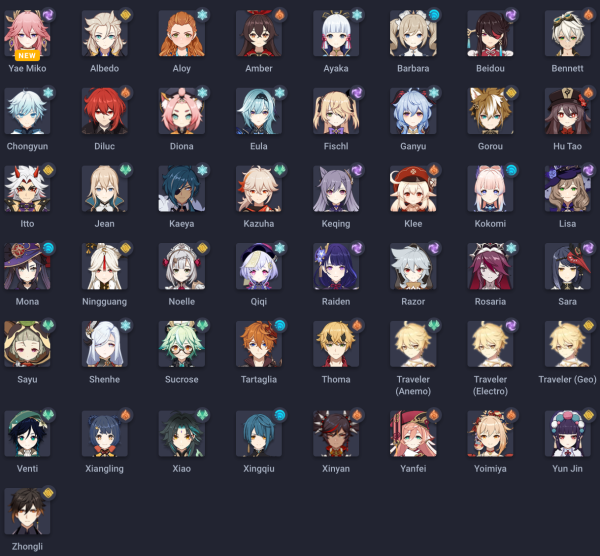 NEW
Yae Miko Albedo Aloy Amber Ayaka Barbara Beidou Bennett
Chongyun Diluc Diona Eula Fischl Ganyu Gorou Hu Tao
Itto Jean Kaeya Kazuha Keqing Klee Kokomi Lisa
Mona Ningguang Noelle Qiqi Raiden Razor Rosaria Sara
Sayu Shenhe Sucrose Tartaglia Thoma Traveler Traveler Traveler (Geo)
(Anemo) (Electro)
Venti Xiangling Xiao Xingqiu Xinyan Yanfei Yoimiya Yun Jin
Zhongli